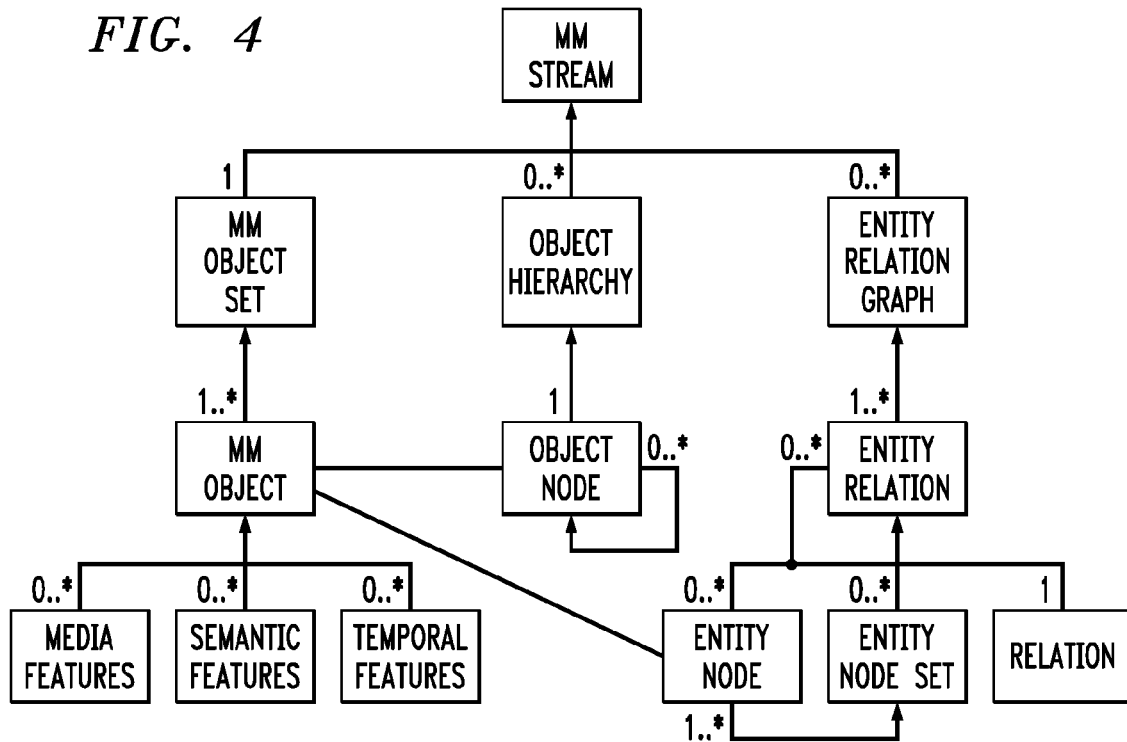 FIG. 4
MM
STREAM
1
0..*
0..*
MM
OBJECT
SET
OBJECT
HIERARCHY
ENTITY
RELATION
GRAPH
1..*
1
1..*
MM
OBJECT
OBJECT
NODE
0..*
0..*
ENTITY
RELATION
0..*
0..*
0..*
0..*
0..*
1
MEDIA
FEATURES
SEMANTIC
FEATURES
TEMPORAL
FEATURES
ENTITY
NODE
ENTITY
NODE SET
RELATION
1..*